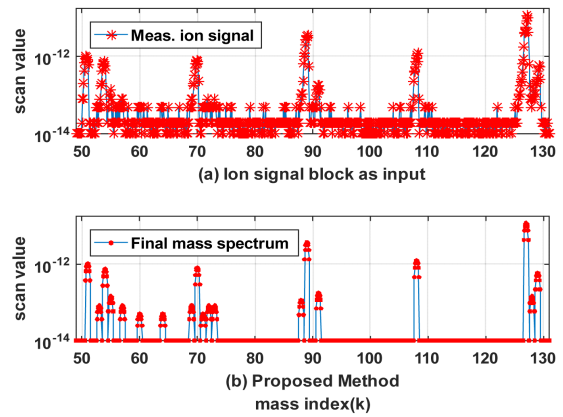 Meas. ion signal
scan value
10^-12
10^-14
50 60 70 80 90 100 110 120 130
(a) Ion signal block as input
Final mass spectrum
scan value
10^-12
10^-14
50 60 70 80 90 100 110 120 130
(b) Proposed Method
mass index(k)